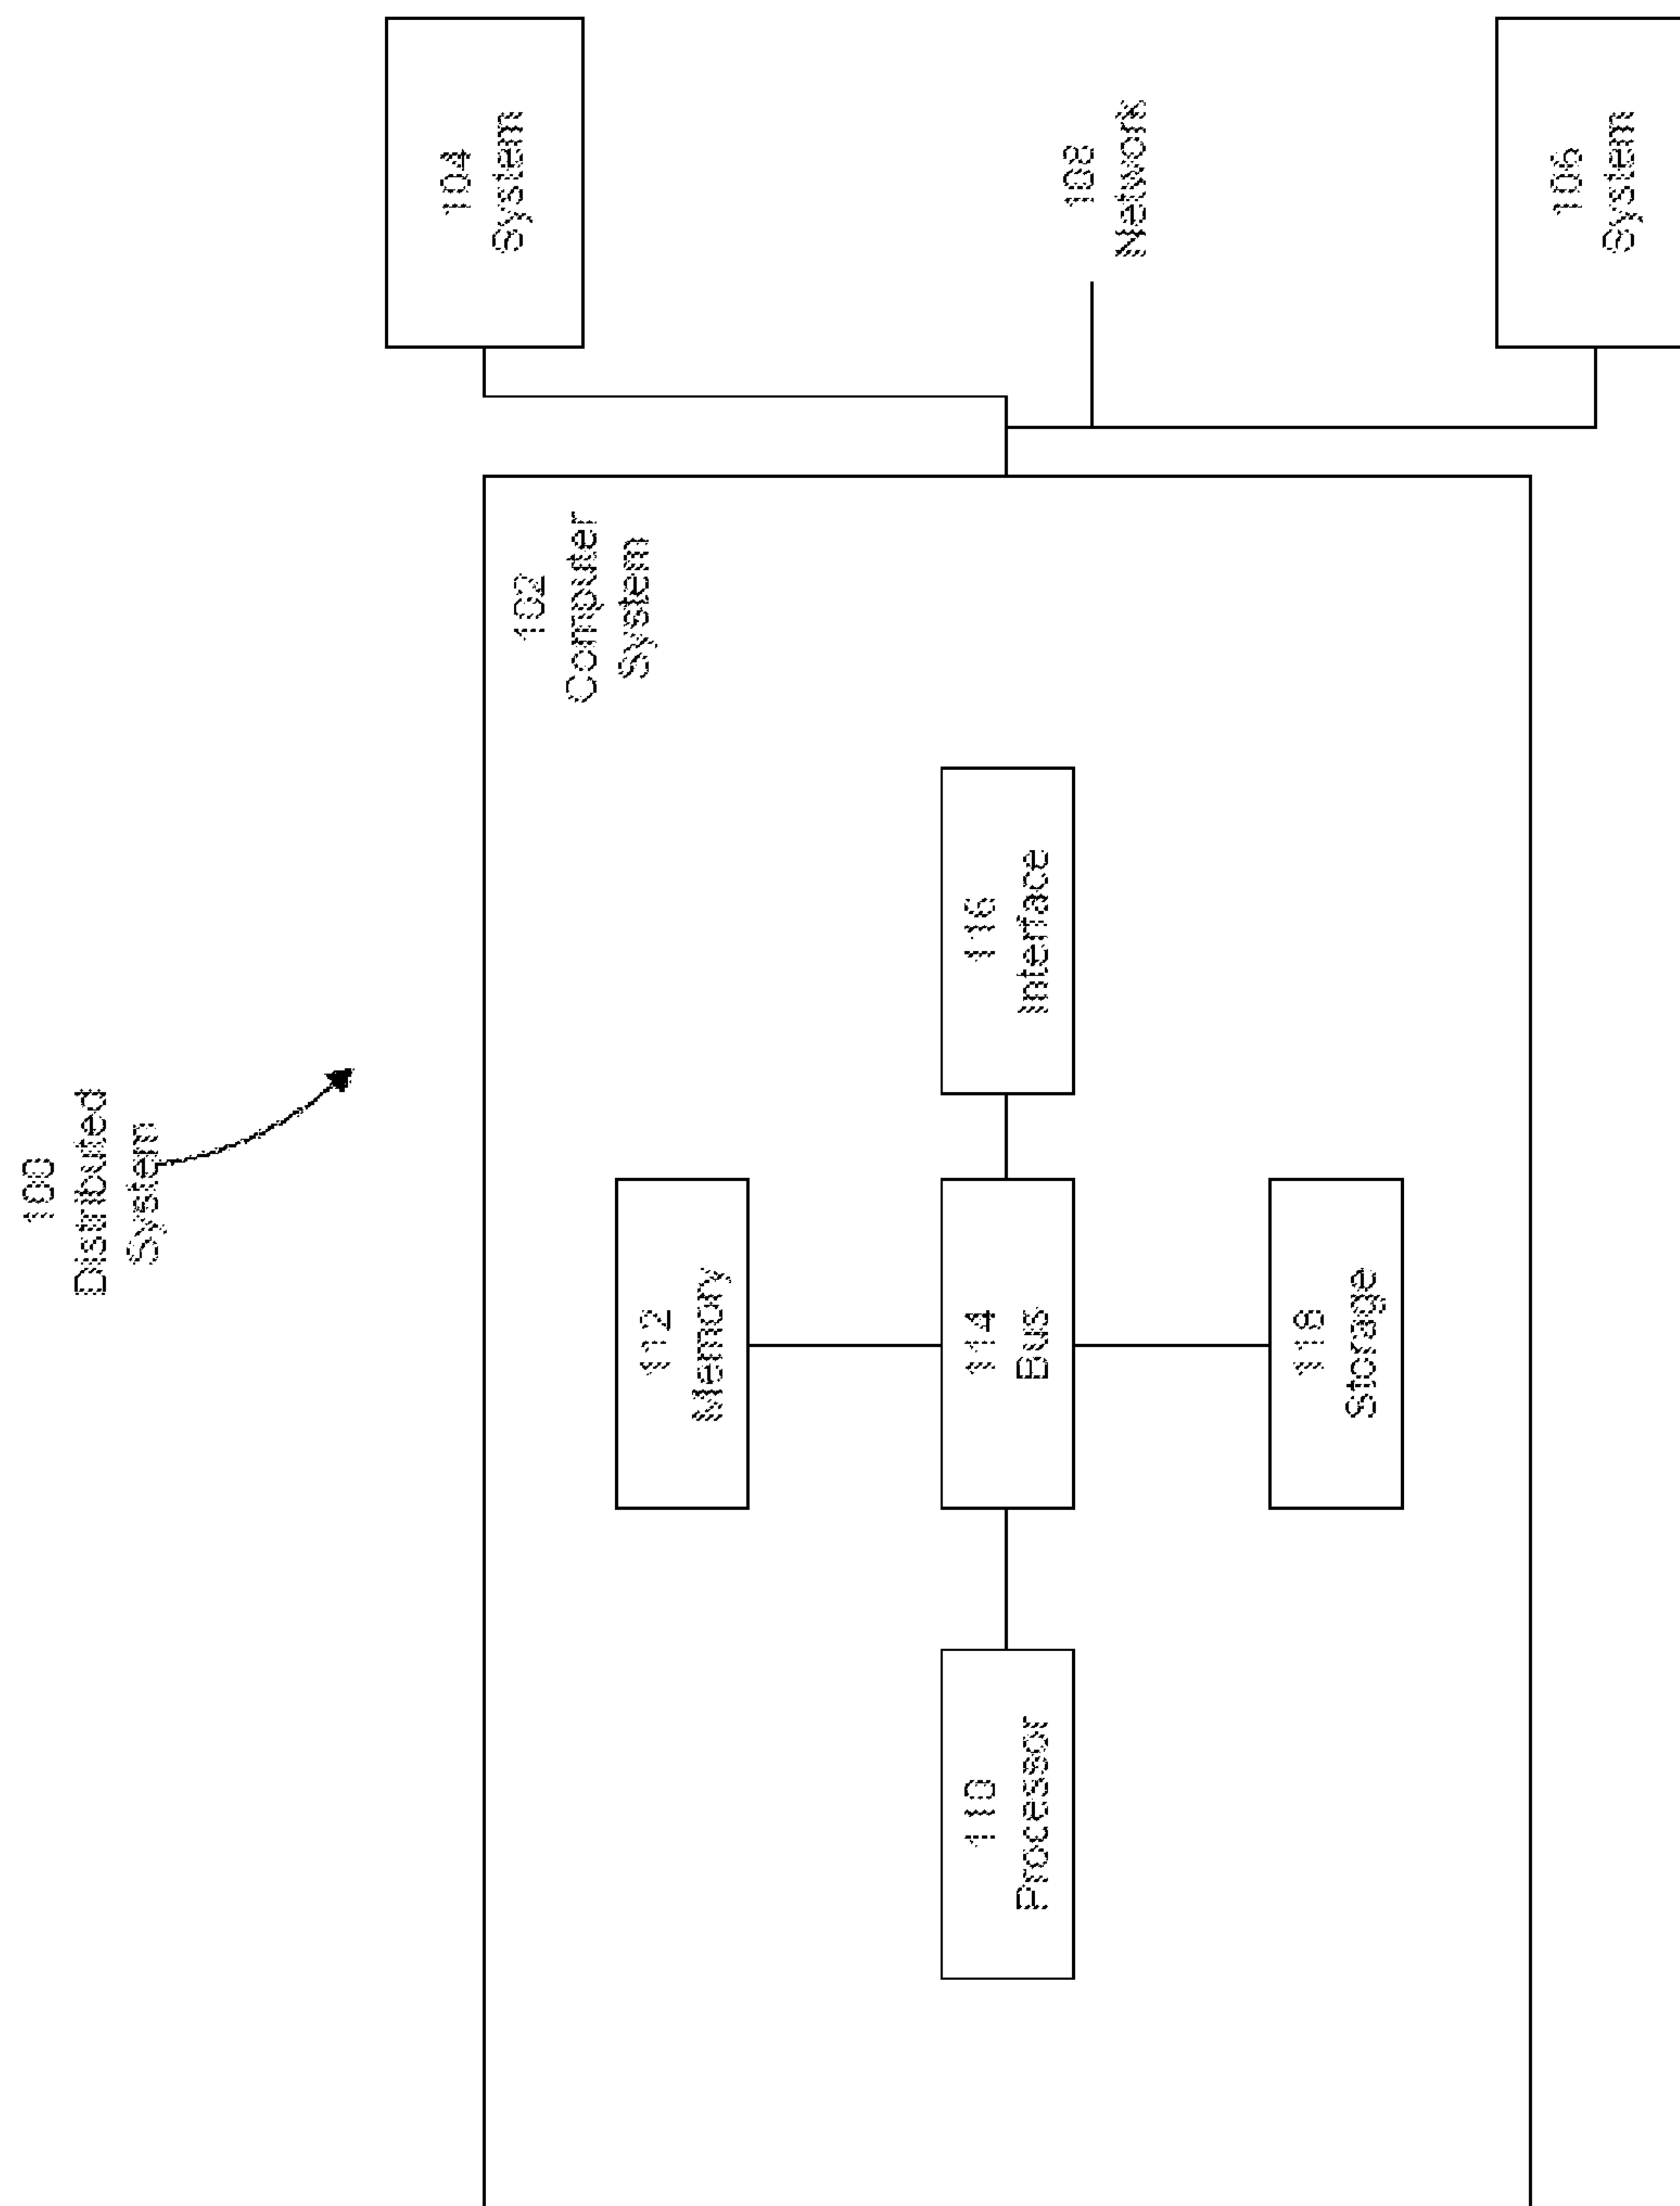 100
Distributed
System
104
System
108
Network
106
System
102
Computer
System
112
Memory
110
Processor
114
Bus
116
Interface
118
Storage